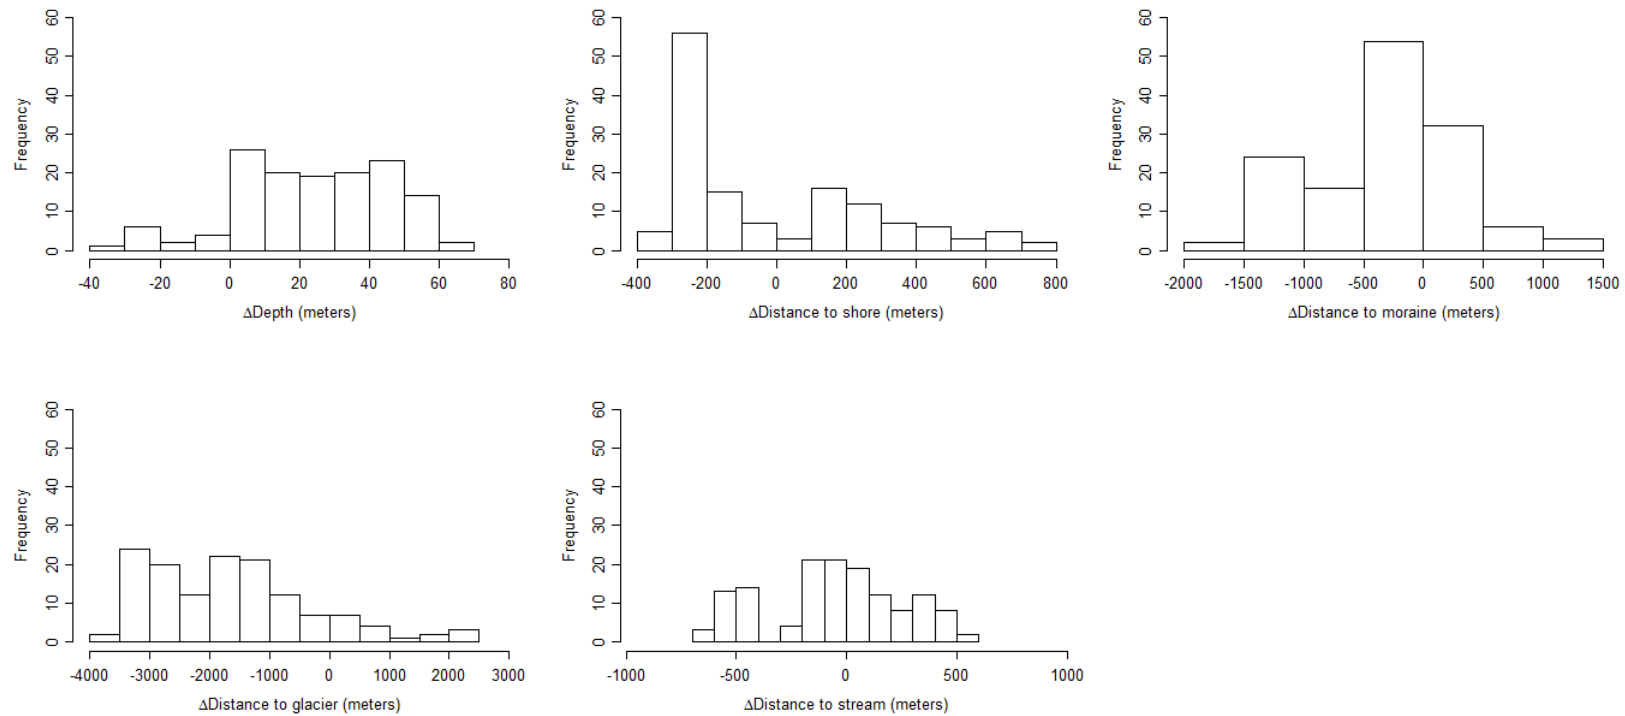 60
50
40
30
20
10
0
Frequency
-40 -20 0 20 40 60 80
ΔDepth (meters)
60
50
40
30
20
10
0
Frequency
-400 -200 0 200 400 600 800
ΔDistance to shore (meters)
60
50
40
30
20
10
0
Frequency
-2000 -1500 -1000 -500 0 500 1000 1500
ΔDistance to moraine (meters)
60
50
40
30
20
10
0
Frequency
-4000 -3000 -2000 -1000 0 1000 2000 3000
ΔDistance to glacier (meters)
60
50
40
30
20
10
0
Frequency
-1000 -500 0 500 1000
ΔDistance to stream (meters)